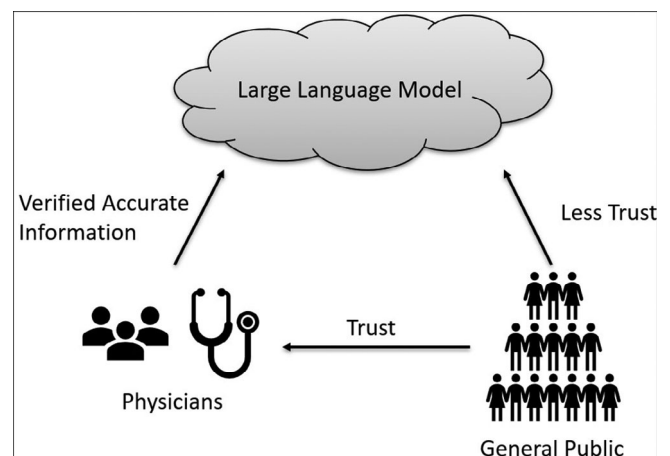 Large Language Model
Verified Accurate
Information
Less Trust
Trust
Physicians
General Public